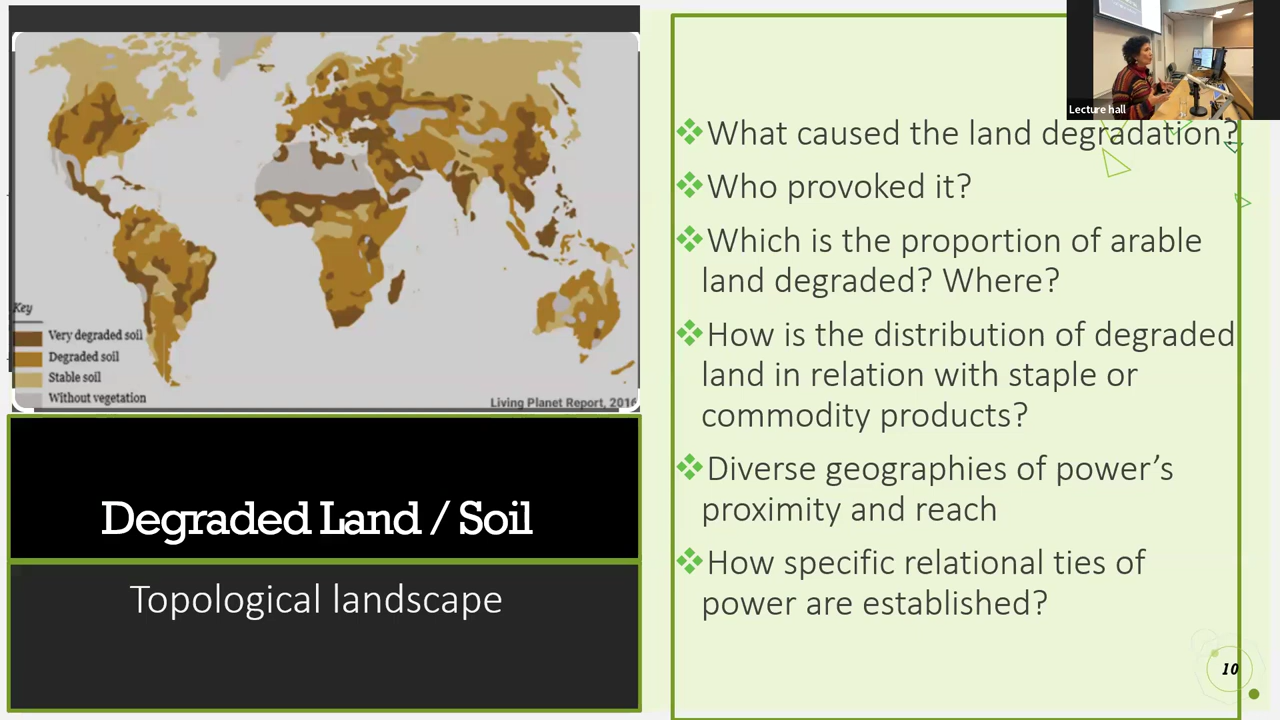 Key
Very degraded soil
Degraded soil
Stable soil
Without vegetation
Living Planet Report, 2016
Degraded Land / Soil
Topological landscape
What caused the land degradation?
Who provoked it?
Which is the proportion of arable
land degraded? Where?
How is the distribution of degraded
land in relation with staple or
commodity products?
Diverse geographies of power’s
proximity and reach
How specific relational ties of
power are established?
10
Lecture hall